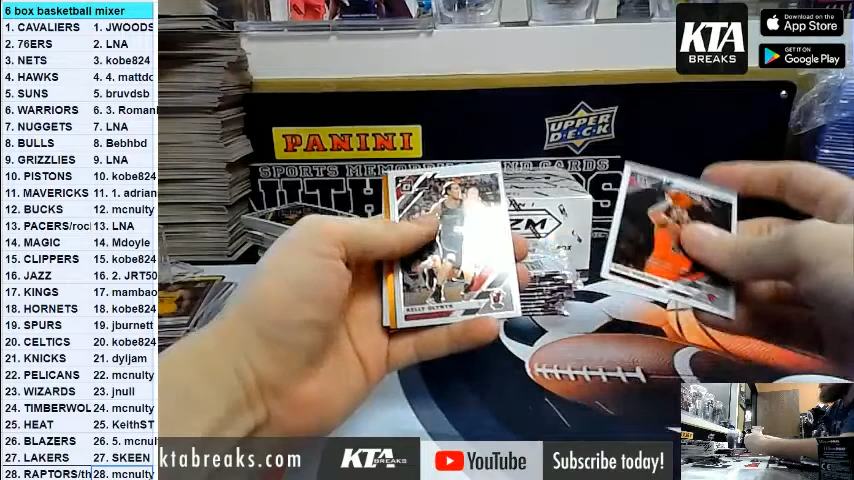 6 box basketball mixer
1. CAVALIERS 1. JWOODS
2. 76ERS 2. LNA
3. NETS 3. kobe824
4. HAWKS 4. 4. mattdo
5. SUNS 5. bruvdsb
6. WARRIORS 6. 3. Romani
7. NUGGETS 7. LNA
8. BULLS 8. Bebhbd
9. GRIZZLIES 9. LNA
10. PISTONS 10. kobe824
11. MAVERICKS 11. 1. adrian
12. BUCKS 12. mcnulty
13. PACERS/roc 13. LNA
14. MAGIC 14. Mdoyle
15. CLIPPERS 15. kobe824
16. JAZZ 16. 2. JRT50
17. KINGS 17. mambao
18. HORNETS 18. kobe824
19. SPURS 19. jburnett
20. CELTICS 20. kobe824
21. KNICKS 21. dyljam
22. PELICANS 22. mcnulty
23. WIZARDS 23. jnull
24. TIMBERWOL 24. mcnulty
25. HEAT 25. KeithST
26. BLAZERS 26. 5. mcnul
27. LAKERS 27. SKEEN
28. RAPTORS/th 28. mcnulty
KTA
BREAKS
Download on the
App Store
GET IT ON
Google Play
PANINI
UPPER
DECK
SPORTS MEMOR AND CARDS
KELLY OLYNYK
ktabreaks.com
KTA
BREAKS
YouTube
Subscribe today!